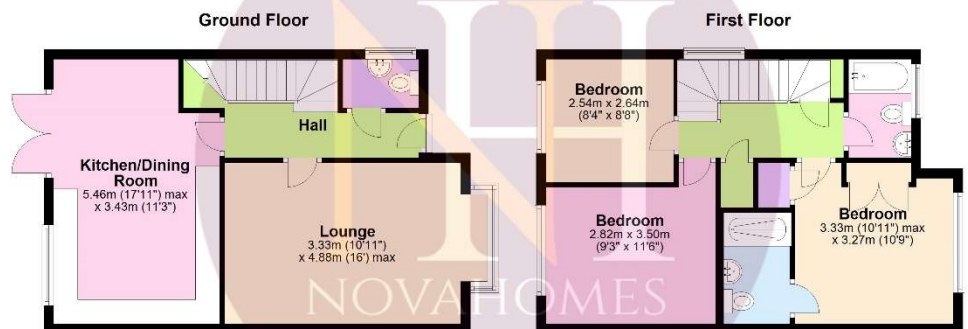 Ground Floor
Kitchen/Dining
Room
5.46m (17'11") max
x 3.43m (11'3")
Hall
Lounge
3.33m (10'11")
x 4.88m (16') max
First Floor
Bedroom
2.54m x 2.64m
(8'4" x 8'8")
Bedroom
2.82m x 3.50m
(9'3" x 11'6")
Bedroom
3.33m (10'11") max
x 3.27m (10'9")
NH
NOVAHOMES